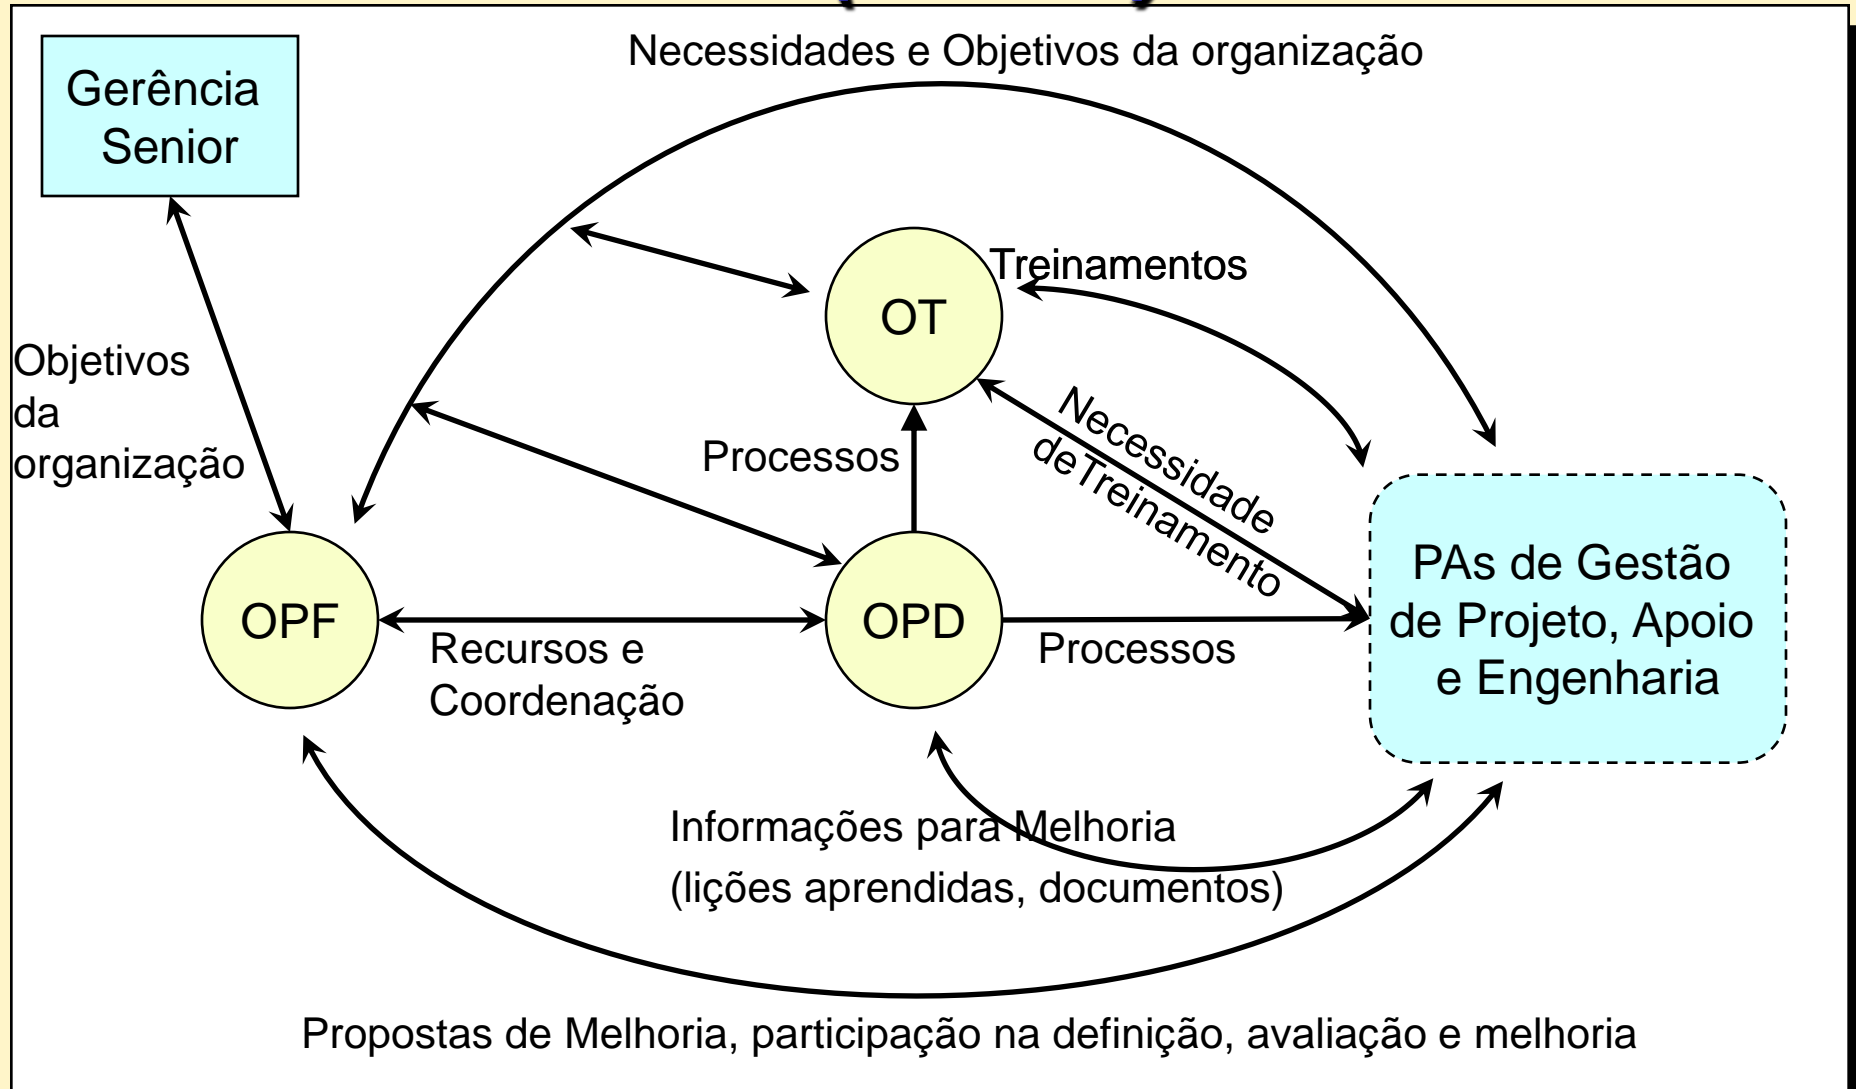 Necessidades e Objetivos da organização
Gerência
Senior
Treinamentos
OT
Objetivos
da
organização
Processos
Necessidade
deTreinamento
OPF
OPD
PAs de Gestão
de Projeto, Apoio
e Engenharia
Recursos e
Coordenação
Processos
Informações para Melhoria
(lições aprendidas, documentos)
Propostas de Melhoria, participação na definição, avaliação e melhoria